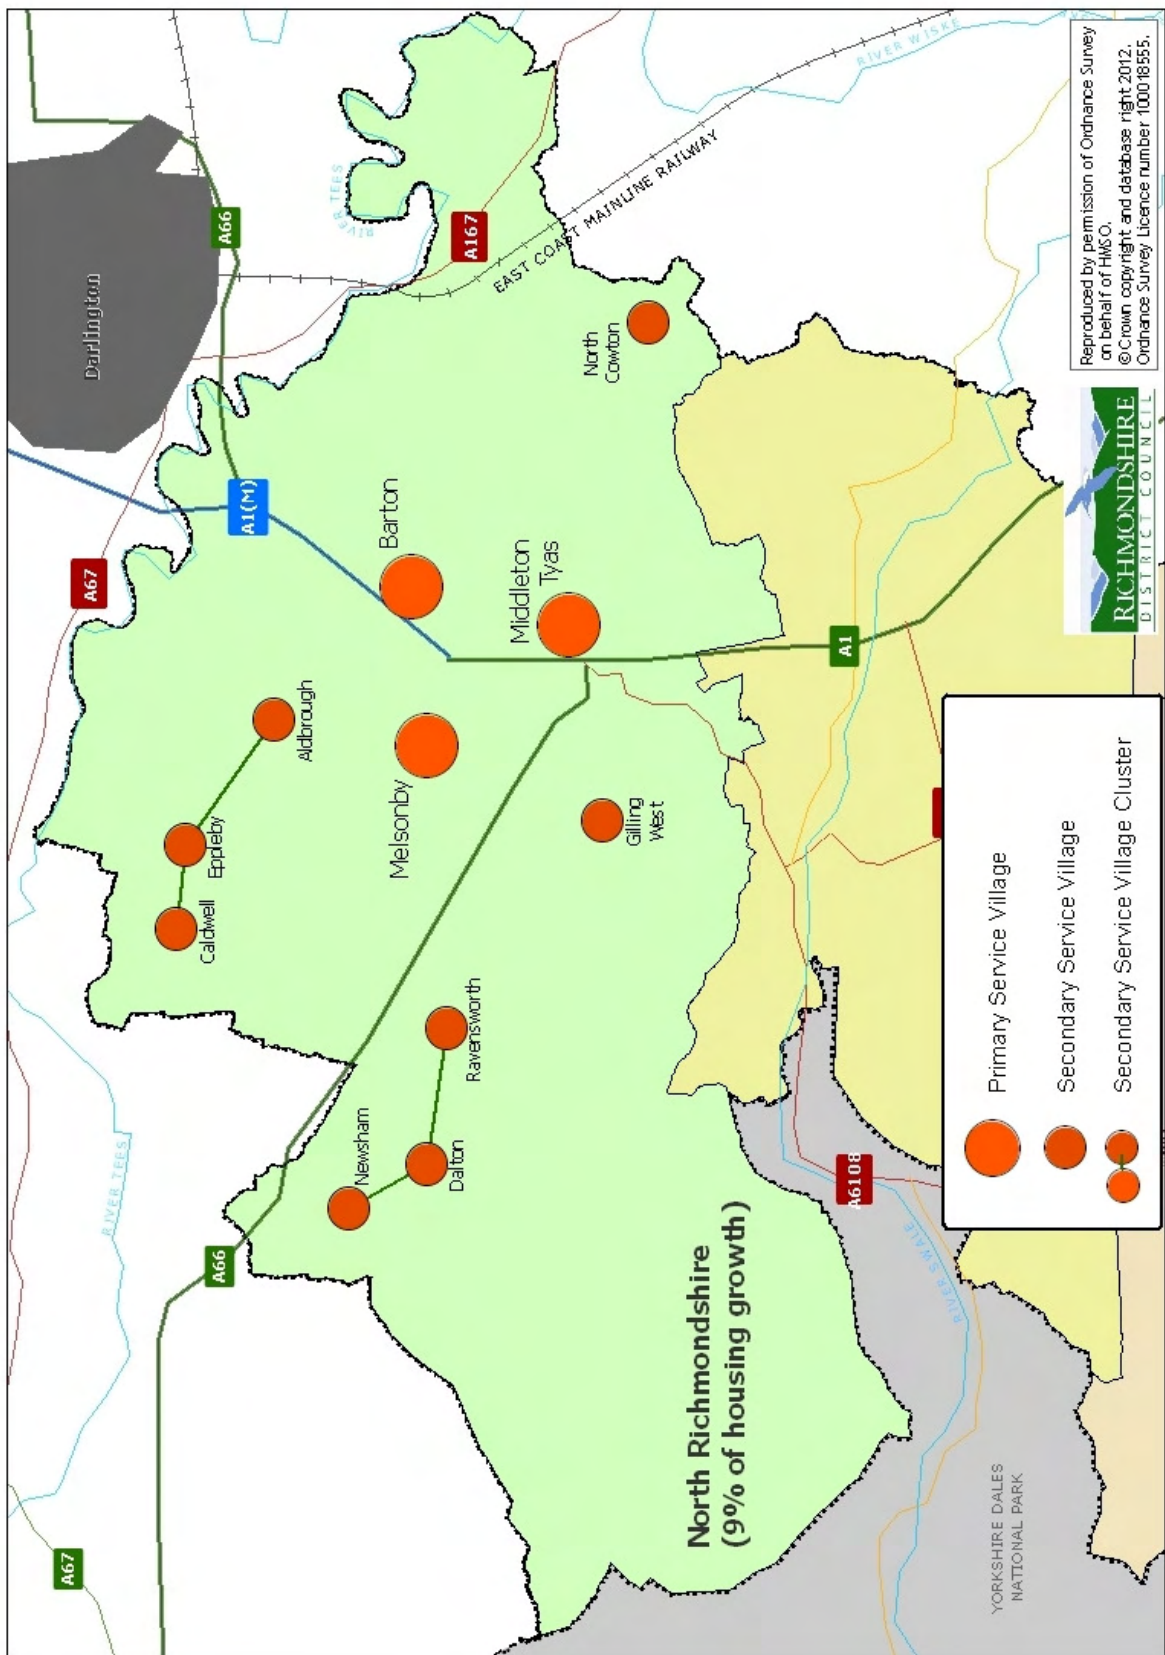 Darlington
A67
A66
A67
A66
A1(M)
A167
RIVER TEES
RIVER TEES
RIVER TEES
RIVER WISKE
EAST COAST MAINLINE RAILWAY
Caldwell
Eppleby
Aldbrough
Newsham
Dalton
Ravensworth
Melsonby
Barton
Middleton
Tyas
Gilling
West
North
Cowton
A1
A6108
RIVER SWALE
North Richmondshire
(9% of housing growth)
YORKSHIRE DALES
NATIONAL PARK
Primary Service Village
Secondary Service Village
Secondary Service Village Cluster
RICHMONDSHIRE
DISTRICT COUNCIL
Reproduced by permission of Ordnance Survey
on behalf of HMSO.
© Crown copyright and database right 2012.
Ordnance Survey Licence number 100018555.